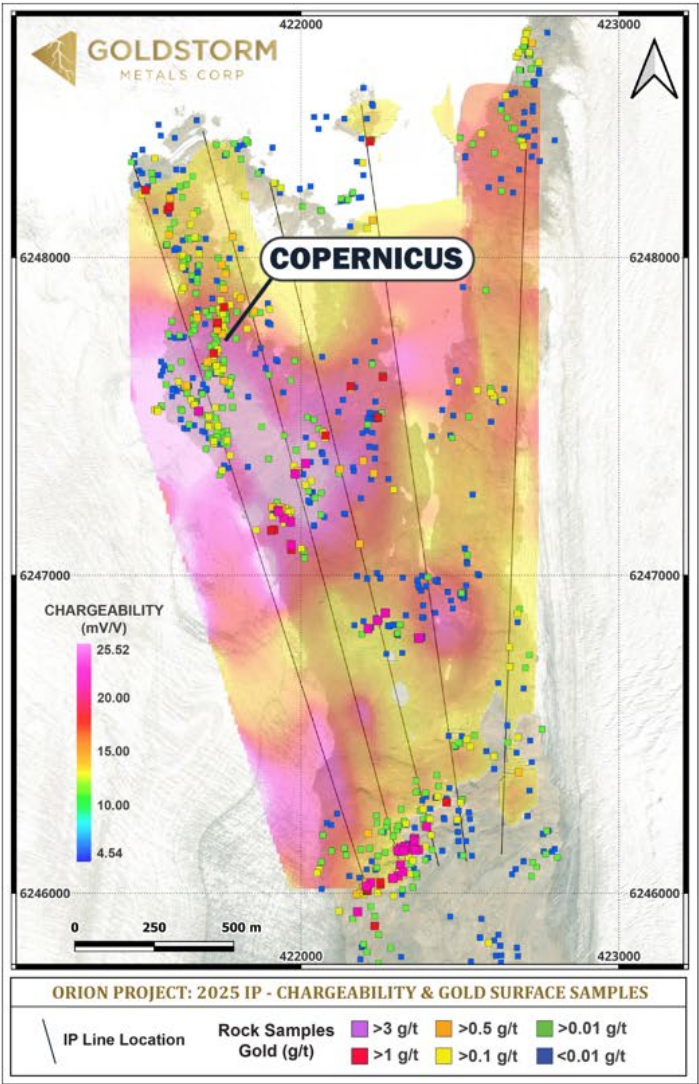 422000
423000
GOLDSTORM
METALS CORP
6248000
6248000
COPERNICUS
6247000
6247000
CHARGEABILITY
(mV/V)
25.52
20.00
15.00
10.00
4.54
6246000
6246000
0 250 500 m
422000
423000
ORION PROJECT: 2025 IP - CHARGEABILITY & GOLD SURFACE SAMPLES
IP Line Location
Rock Samples
Gold (g/t)
>3 g/t
>0.5 g/t
>0.01 g/t
>1 g/t
>0.1 g/t
<0.01 g/t